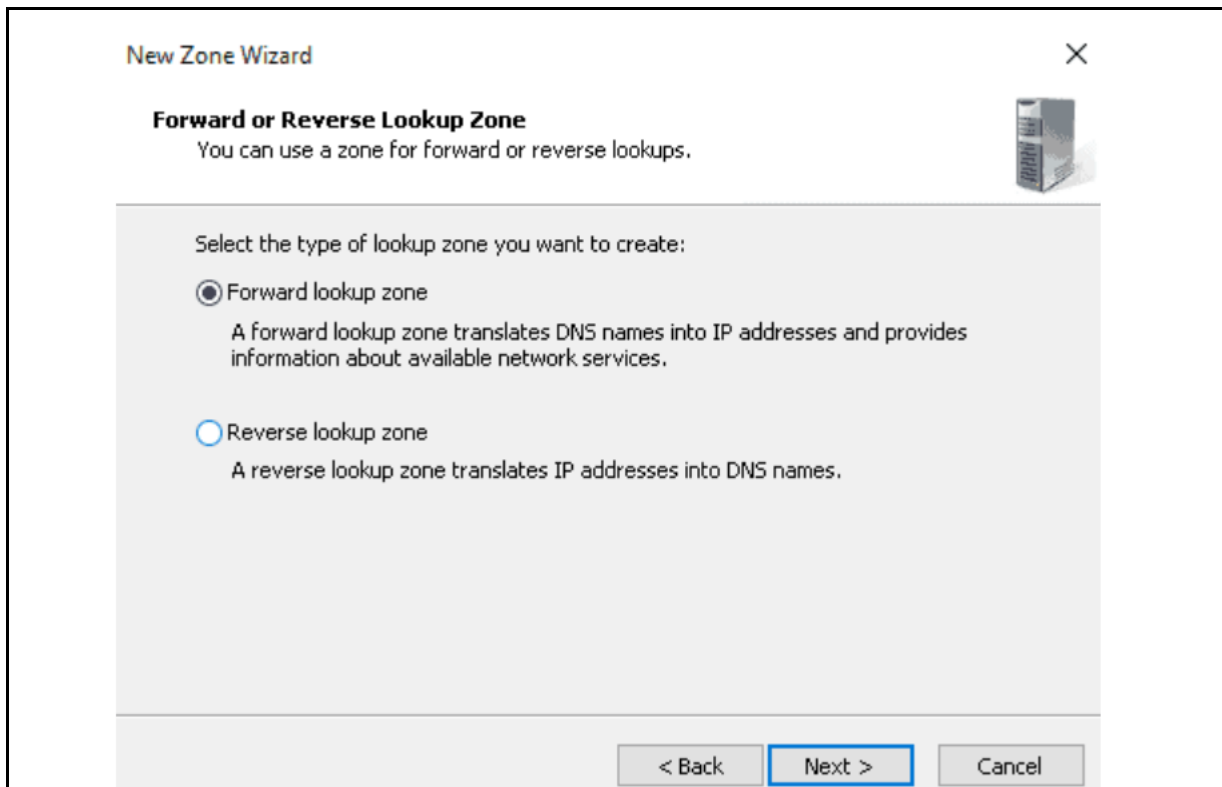 New Zone Wizard
Forward or Reverse Lookup Zone
You can use a zone for forward or reverse lookups.
Select the type of lookup zone you want to create:
Forward lookup zone
A forward lookup zone translates DNS names into IP addresses and provides
information about available network services.
Reverse lookup zone
A reverse lookup zone translates IP addresses into DNS names.
< Back
Next >
Cancel